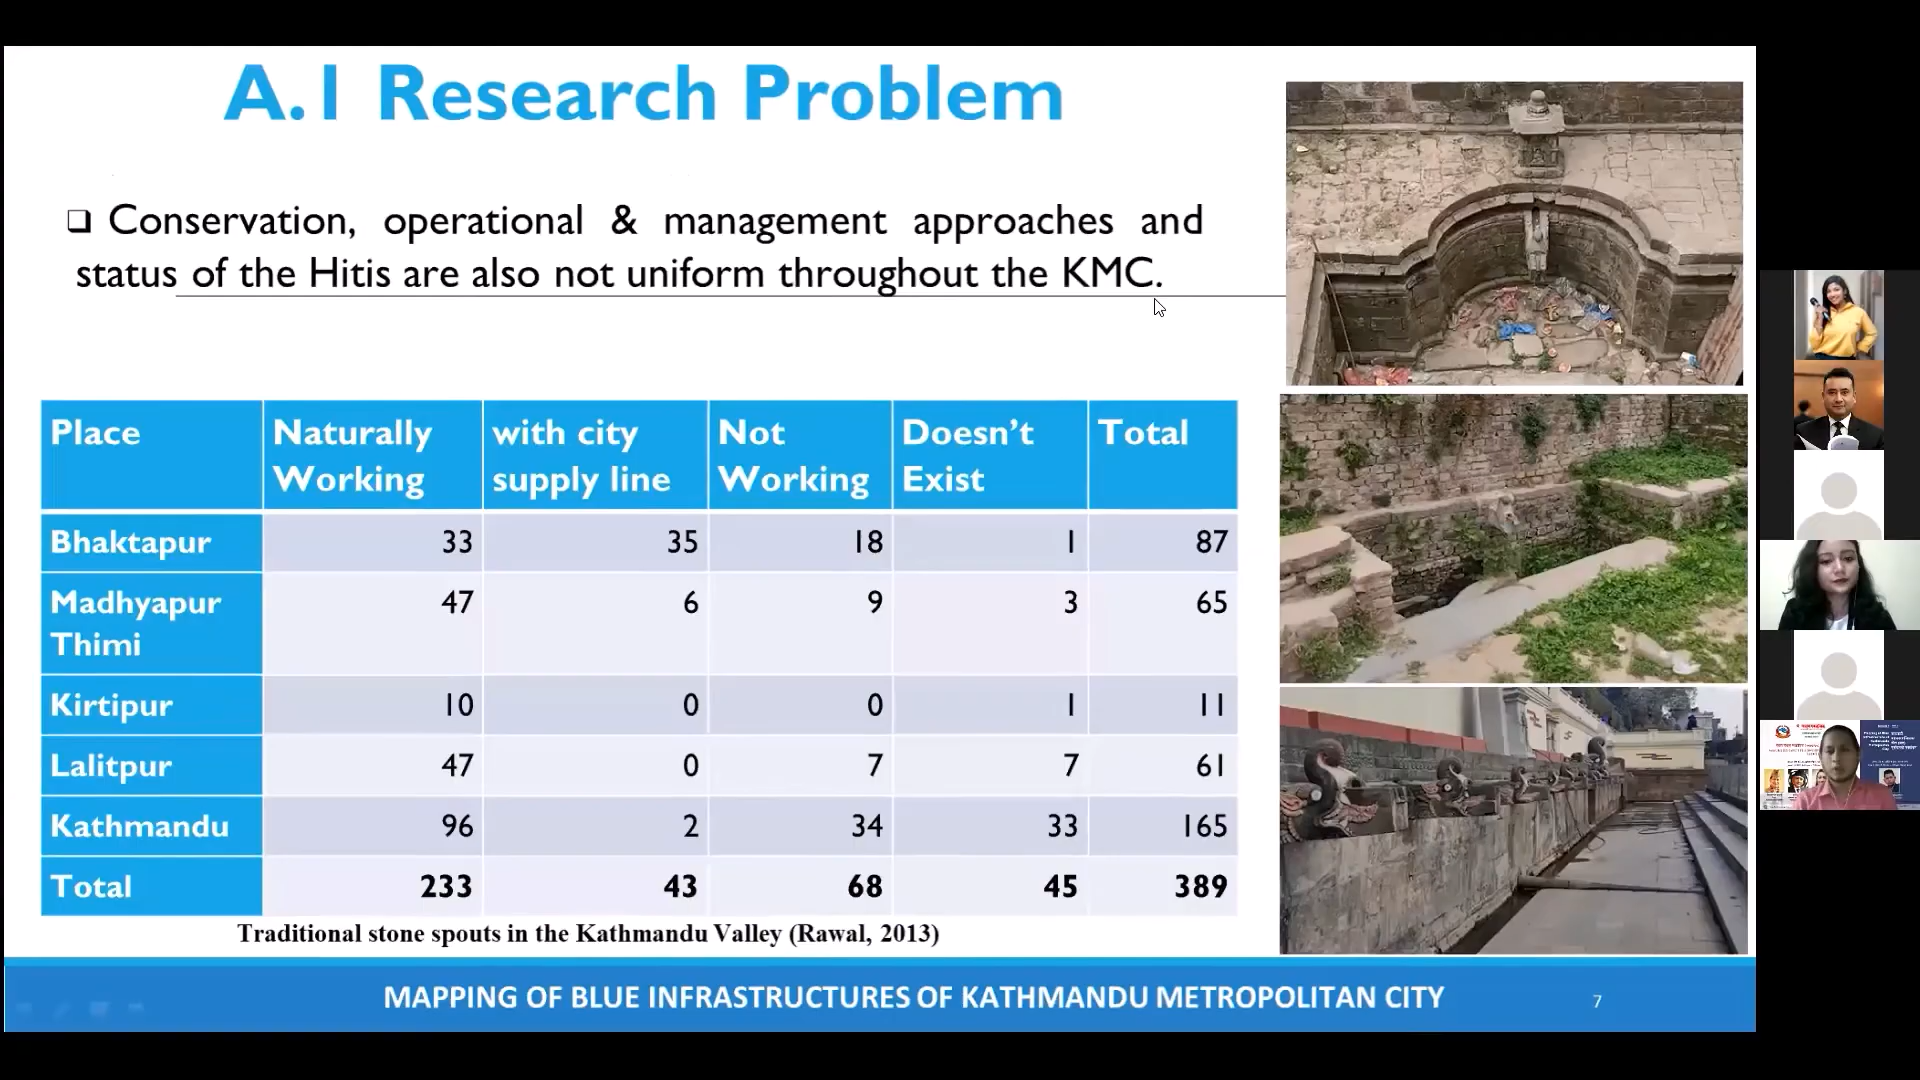 A.1 Research Problem
❑ Conservation, operational & management approaches and
status of the Hitis are also not uniform throughout the KMC.
Place Naturally Working with city supply line Not Working Doesn't Exist Total
Bhaktapur 33 35 18 1 87
Madhyapur Thimi 47 6 9 3 65
Kirtipur 10 0 0 1 11
Lalitpur 47 0 7 7 61
Kathmandu 96 2 34 33 165
Total 233 43 68 45 389
Traditional stone spouts in the Kathmandu Valley (Rawal, 2013)
MAPPING OF BLUE INFRASTRUCTURES OF KATHMANDU METROPOLITAN CITY 7